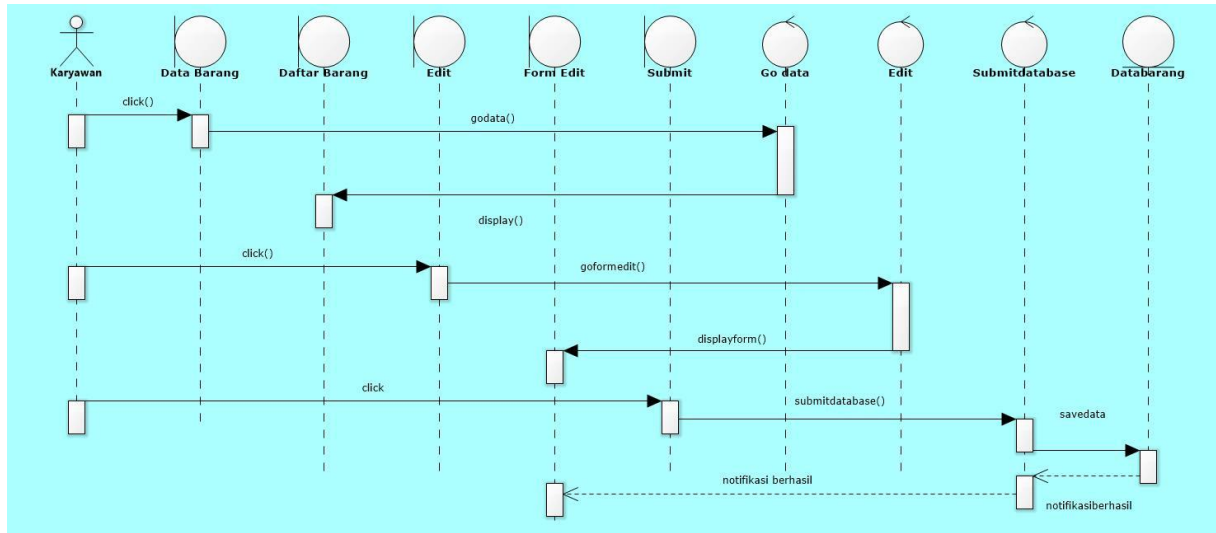 Karyawan
Data Barang
Daftar Barang
Edit
Form Edit
Submit
Go data
Edit
Submitdatabase
Databarang
click()
godata()
display()
click()
goformedit()
displayform()
click
submitdatabase()
savedata
notifikasi berhasil
notifikasiberhasil